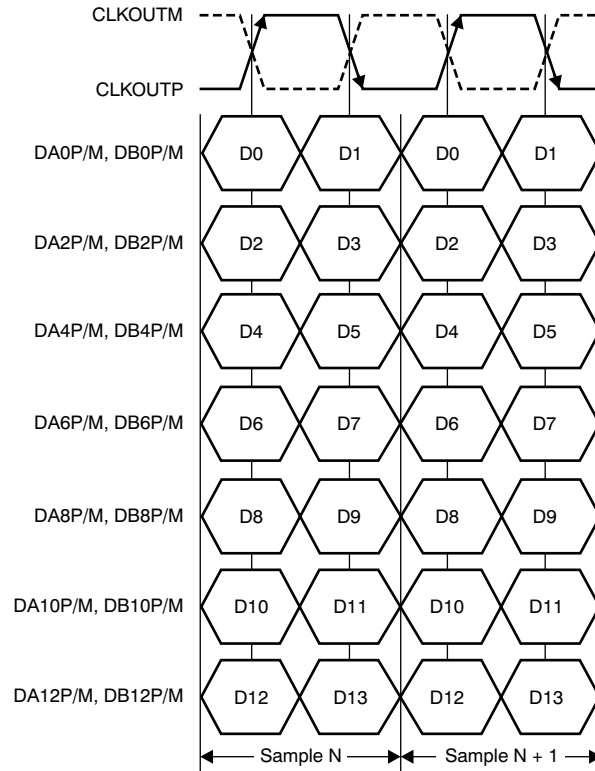 CLKOUTM
CLKOUTP
DA0P/M, DB0P/M D0 D1 D0 D1
DA2P/M, DB2P/M D2 D3 D2 D3
DA4P/M, DB4P/M D4 D5 D4 D5
DA6P/M, DB6P/M D6 D7 D6 D7
DA8P/M, DB8P/M D8 D9 D8 D9
DA10P/M, DB10P/M D10 D11 D10 D11
DA12P/M, DB12P/M D12 D13 D12 D13
Sample N Sample N + 1